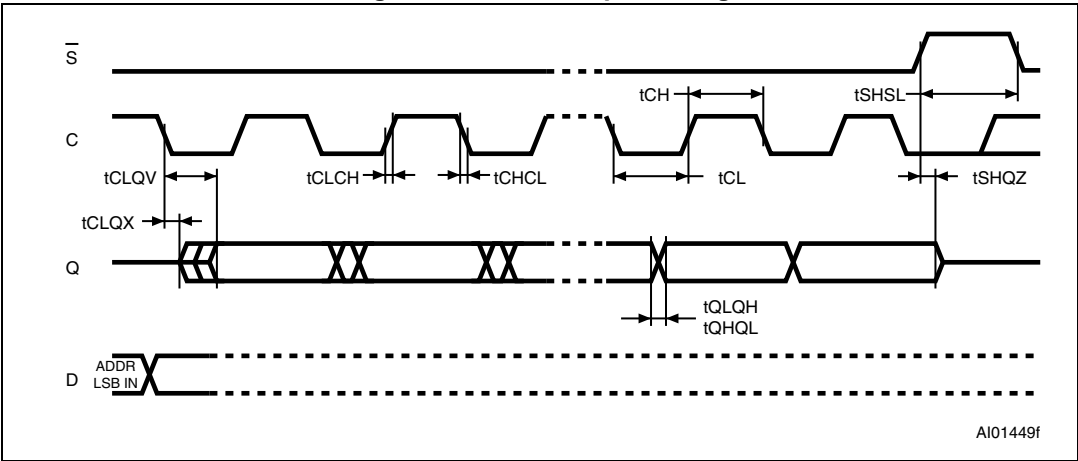 S
tCH
tSHSL
C
tCLQV
tCLCH
tCHCL
tCL
tSHQZ
tCLQX
Q
tQLQH
tQHQL
ADDR
D
LSB IN
AI01449f